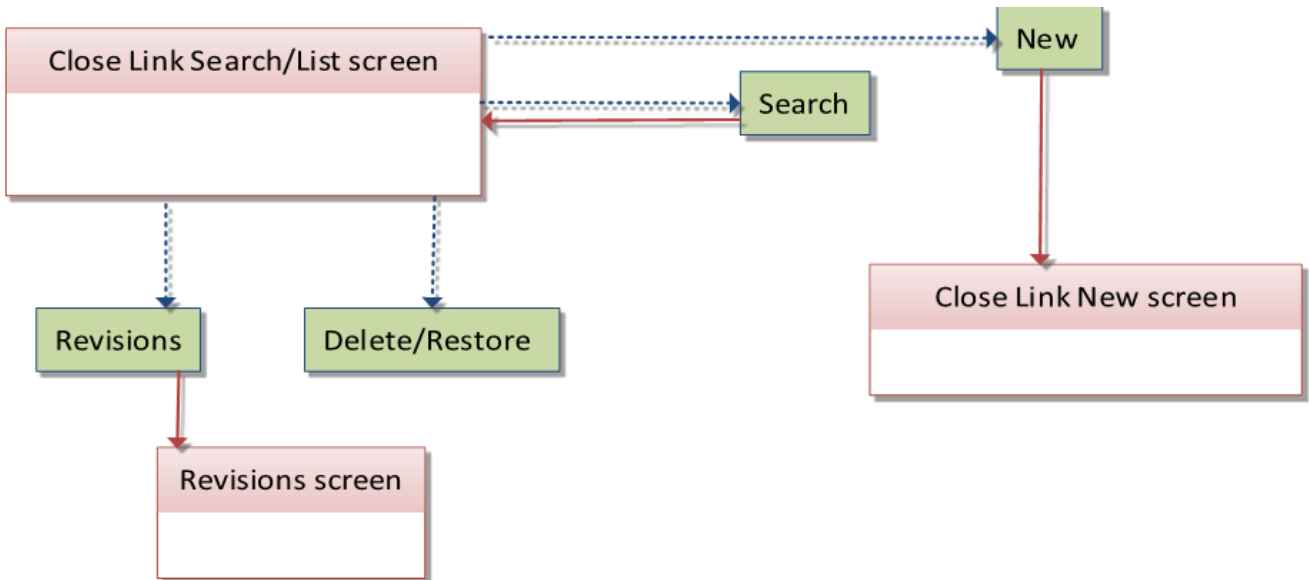 New
Close Link Search/List screen
Search
Close Link New screen
Revisions
Delete/Restore
Revisions screen